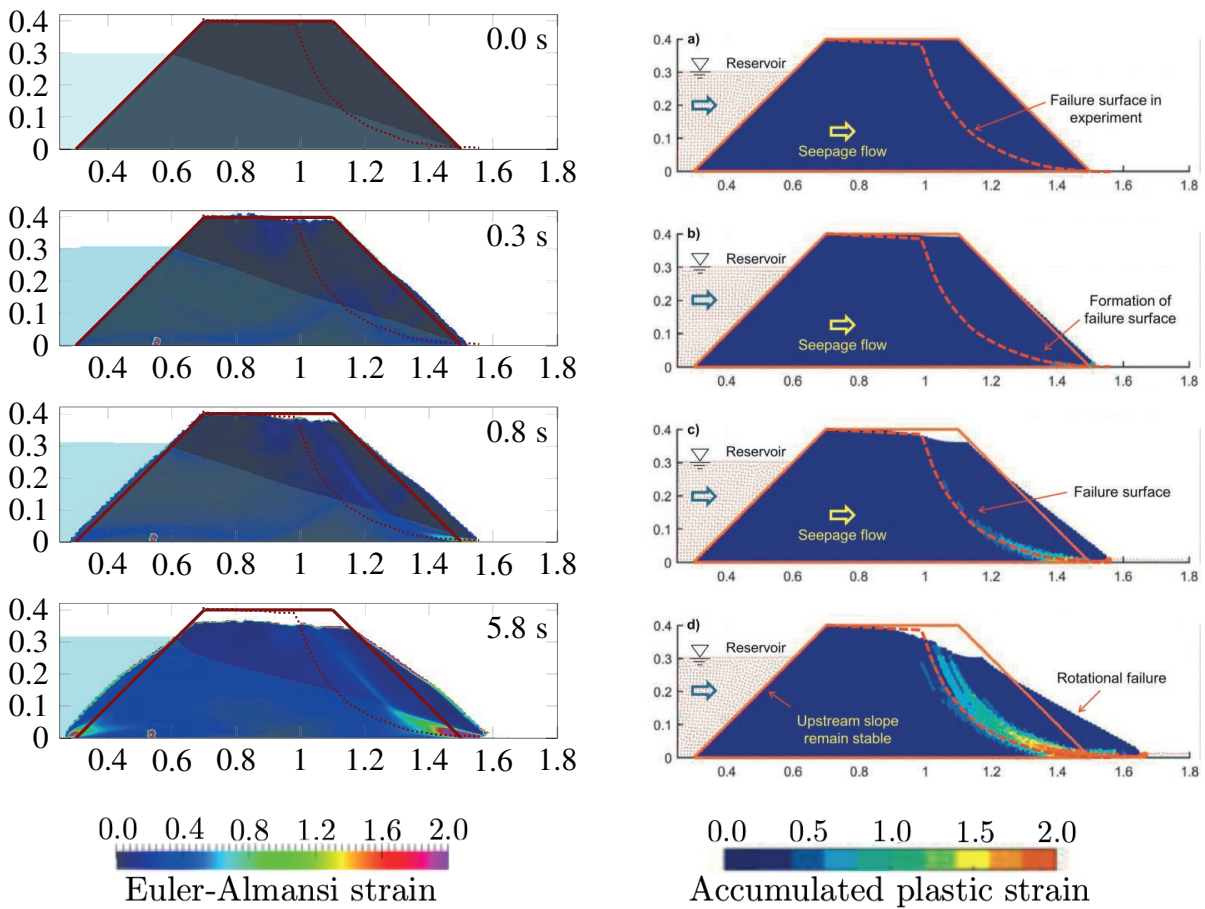 0.4
0.3
0.2
0.1
0
0.0 s
0.4 0.6 0.8 1 1.2 1.4 1.6 1.8
0.4
0.3
0.2
0.1
0
0.3 s
0.4 0.6 0.8 1 1.2 1.4 1.6 1.8
0.4
0.3
0.2
0.1
0
0.8 s
0.4 0.6 0.8 1 1.2 1.4 1.6 1.8
0.4
0.3
0.2
0.1
0
5.8 s
0.4 0.6 0.8 1 1.2 1.4 1.6 1.8
0.0 0.4 0.8 1.2 1.6 2.0
Euler-Almansi strain
a)
0.4
0.3
0.2
0.1
0
Reservoir
Seepage flow
Failure surface in
experiment
0.4 0.6 0.8 1 1.2 1.4 1.6 1.8
b)
0.4
0.3
0.2
0.1
0
Reservoir
Seepage flow
Formation of
failure surface
0.4 0.6 0.8 1 1.2 1.4 1.6 1.8
c)
0.4
0.3
0.2
0.1
0
Reservoir
Seepage flow
Failure surface
0.4 0.6 0.8 1 1.2 1.4 1.6 1.8
d)
0.4
0.3
0.2
0.1
0
Reservoir
Upstream slope
remain stable
Rotational failure
0.4 0.6 0.8 1 1.2 1.4 1.6 1.8
0.0 0.5 1.0 1.5 2.0
Accumulated plastic strain